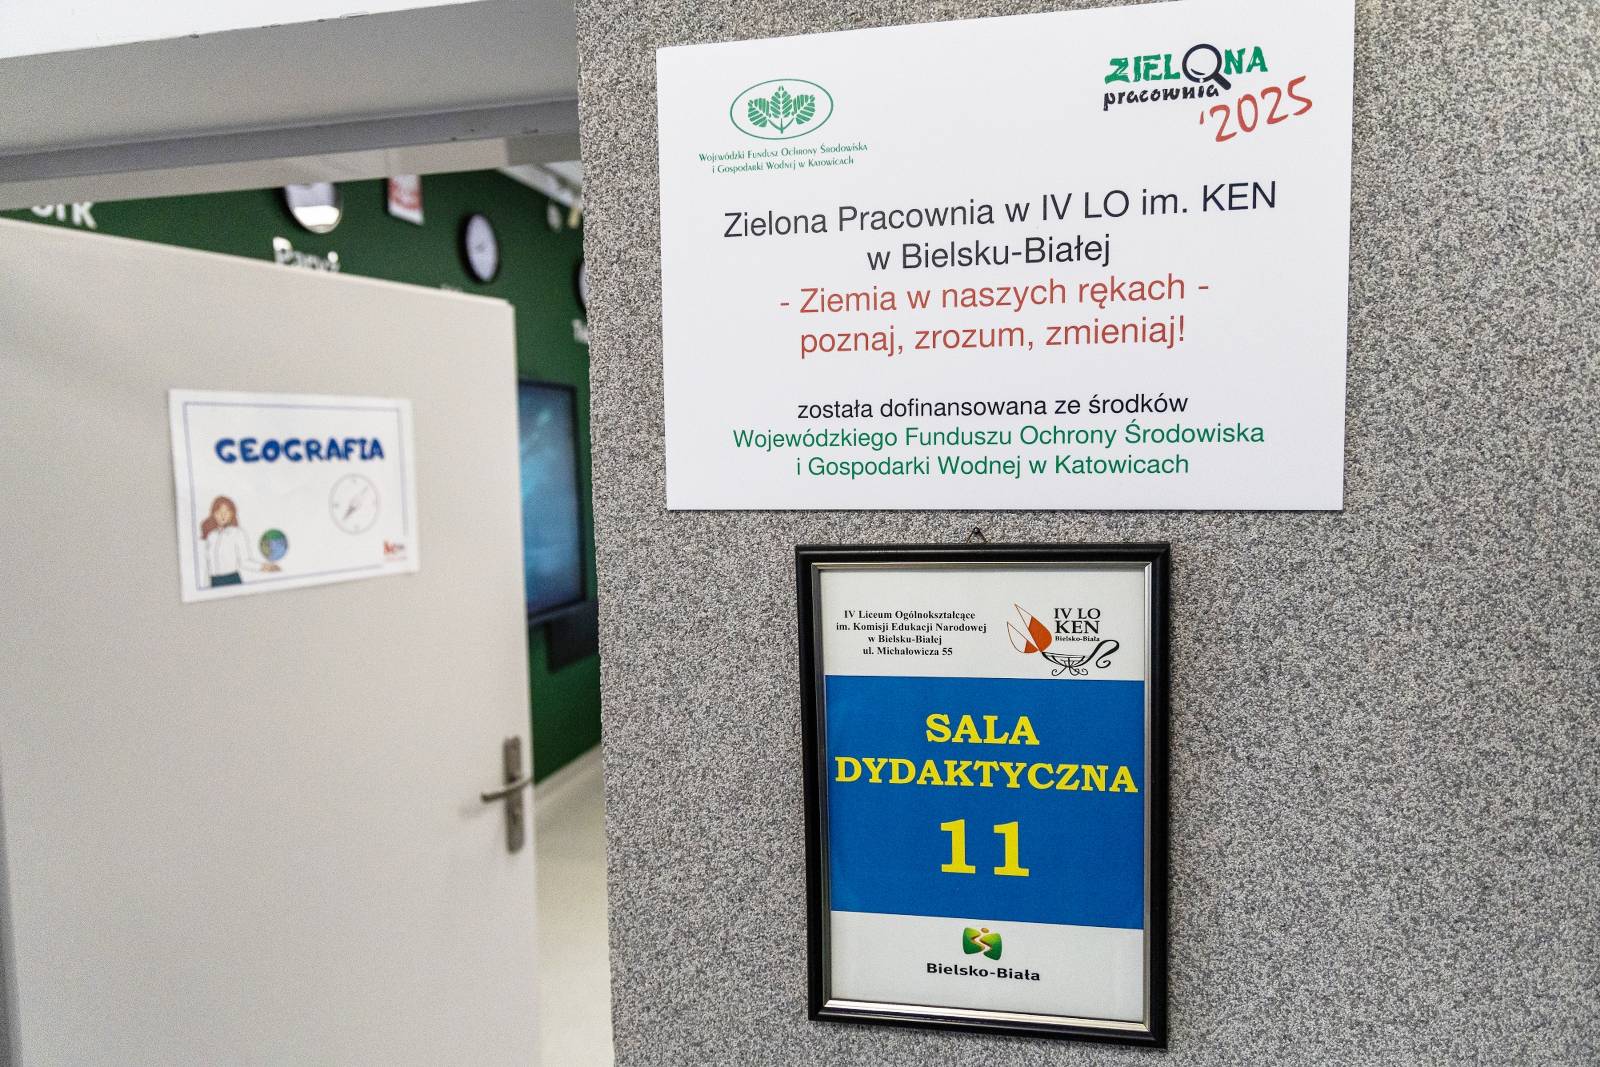 Wojewódzki Fundusz Ochrony Środowiska
i Gospodarki Wodnej w Katowicach
ZIELONA
pracownia
'2025
Zielona Pracownia w IV LO im. KEN
w Bielsku-Białej
- Ziemia w naszych rękach -
poznaj, zrozum, zmieniaj!
została dofinansowana ze środków
Wojewódzkiego Funduszu Ochrony Środowiska
i Gospodarki Wodnej w Katowicach
GEOGRAFIA
IV Liceum Ogólnokształcące
im. Komisji Edukacji Narodowej
w Bielsku-Białej
ul. Michałowicza 55
IV LO
KEN
Bielsko-Biała
SALA
DYDAKTYCZNA
11
Bielsko-Biała